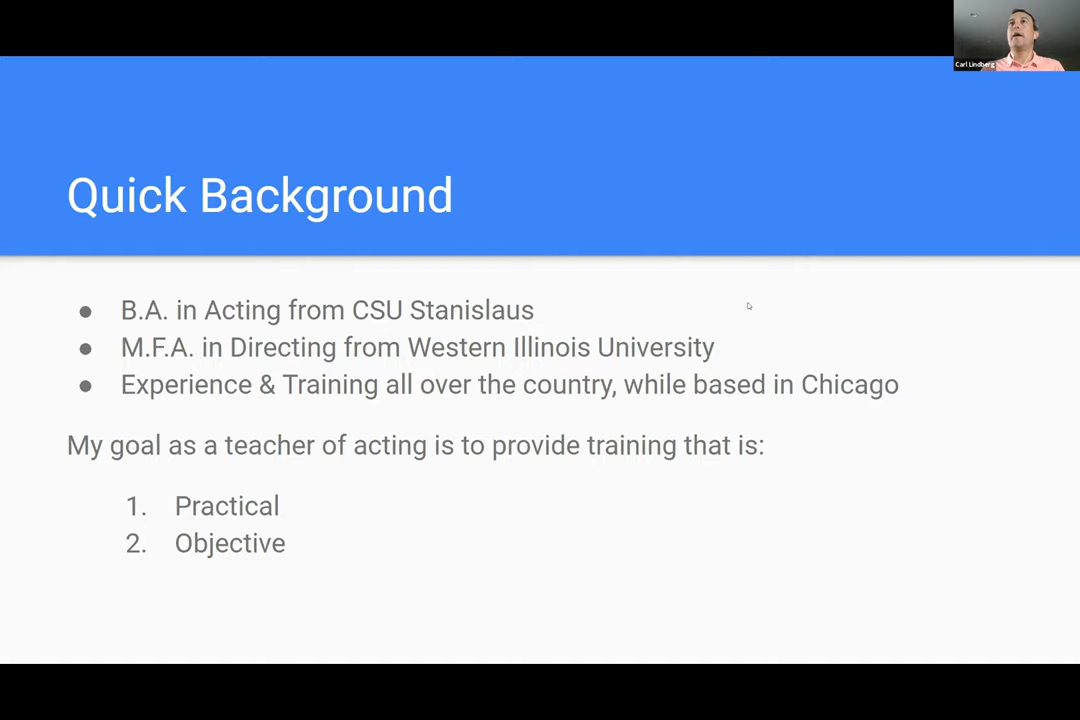 Carl Lindberg
Quick Background
● B.A. in Acting from CSU Stanislaus
● M.F.A. in Directing from Western Illinois University
● Experience & Training all over the country, while based in Chicago
My goal as a teacher of acting is to provide training that is:
1. Practical
2. Objective